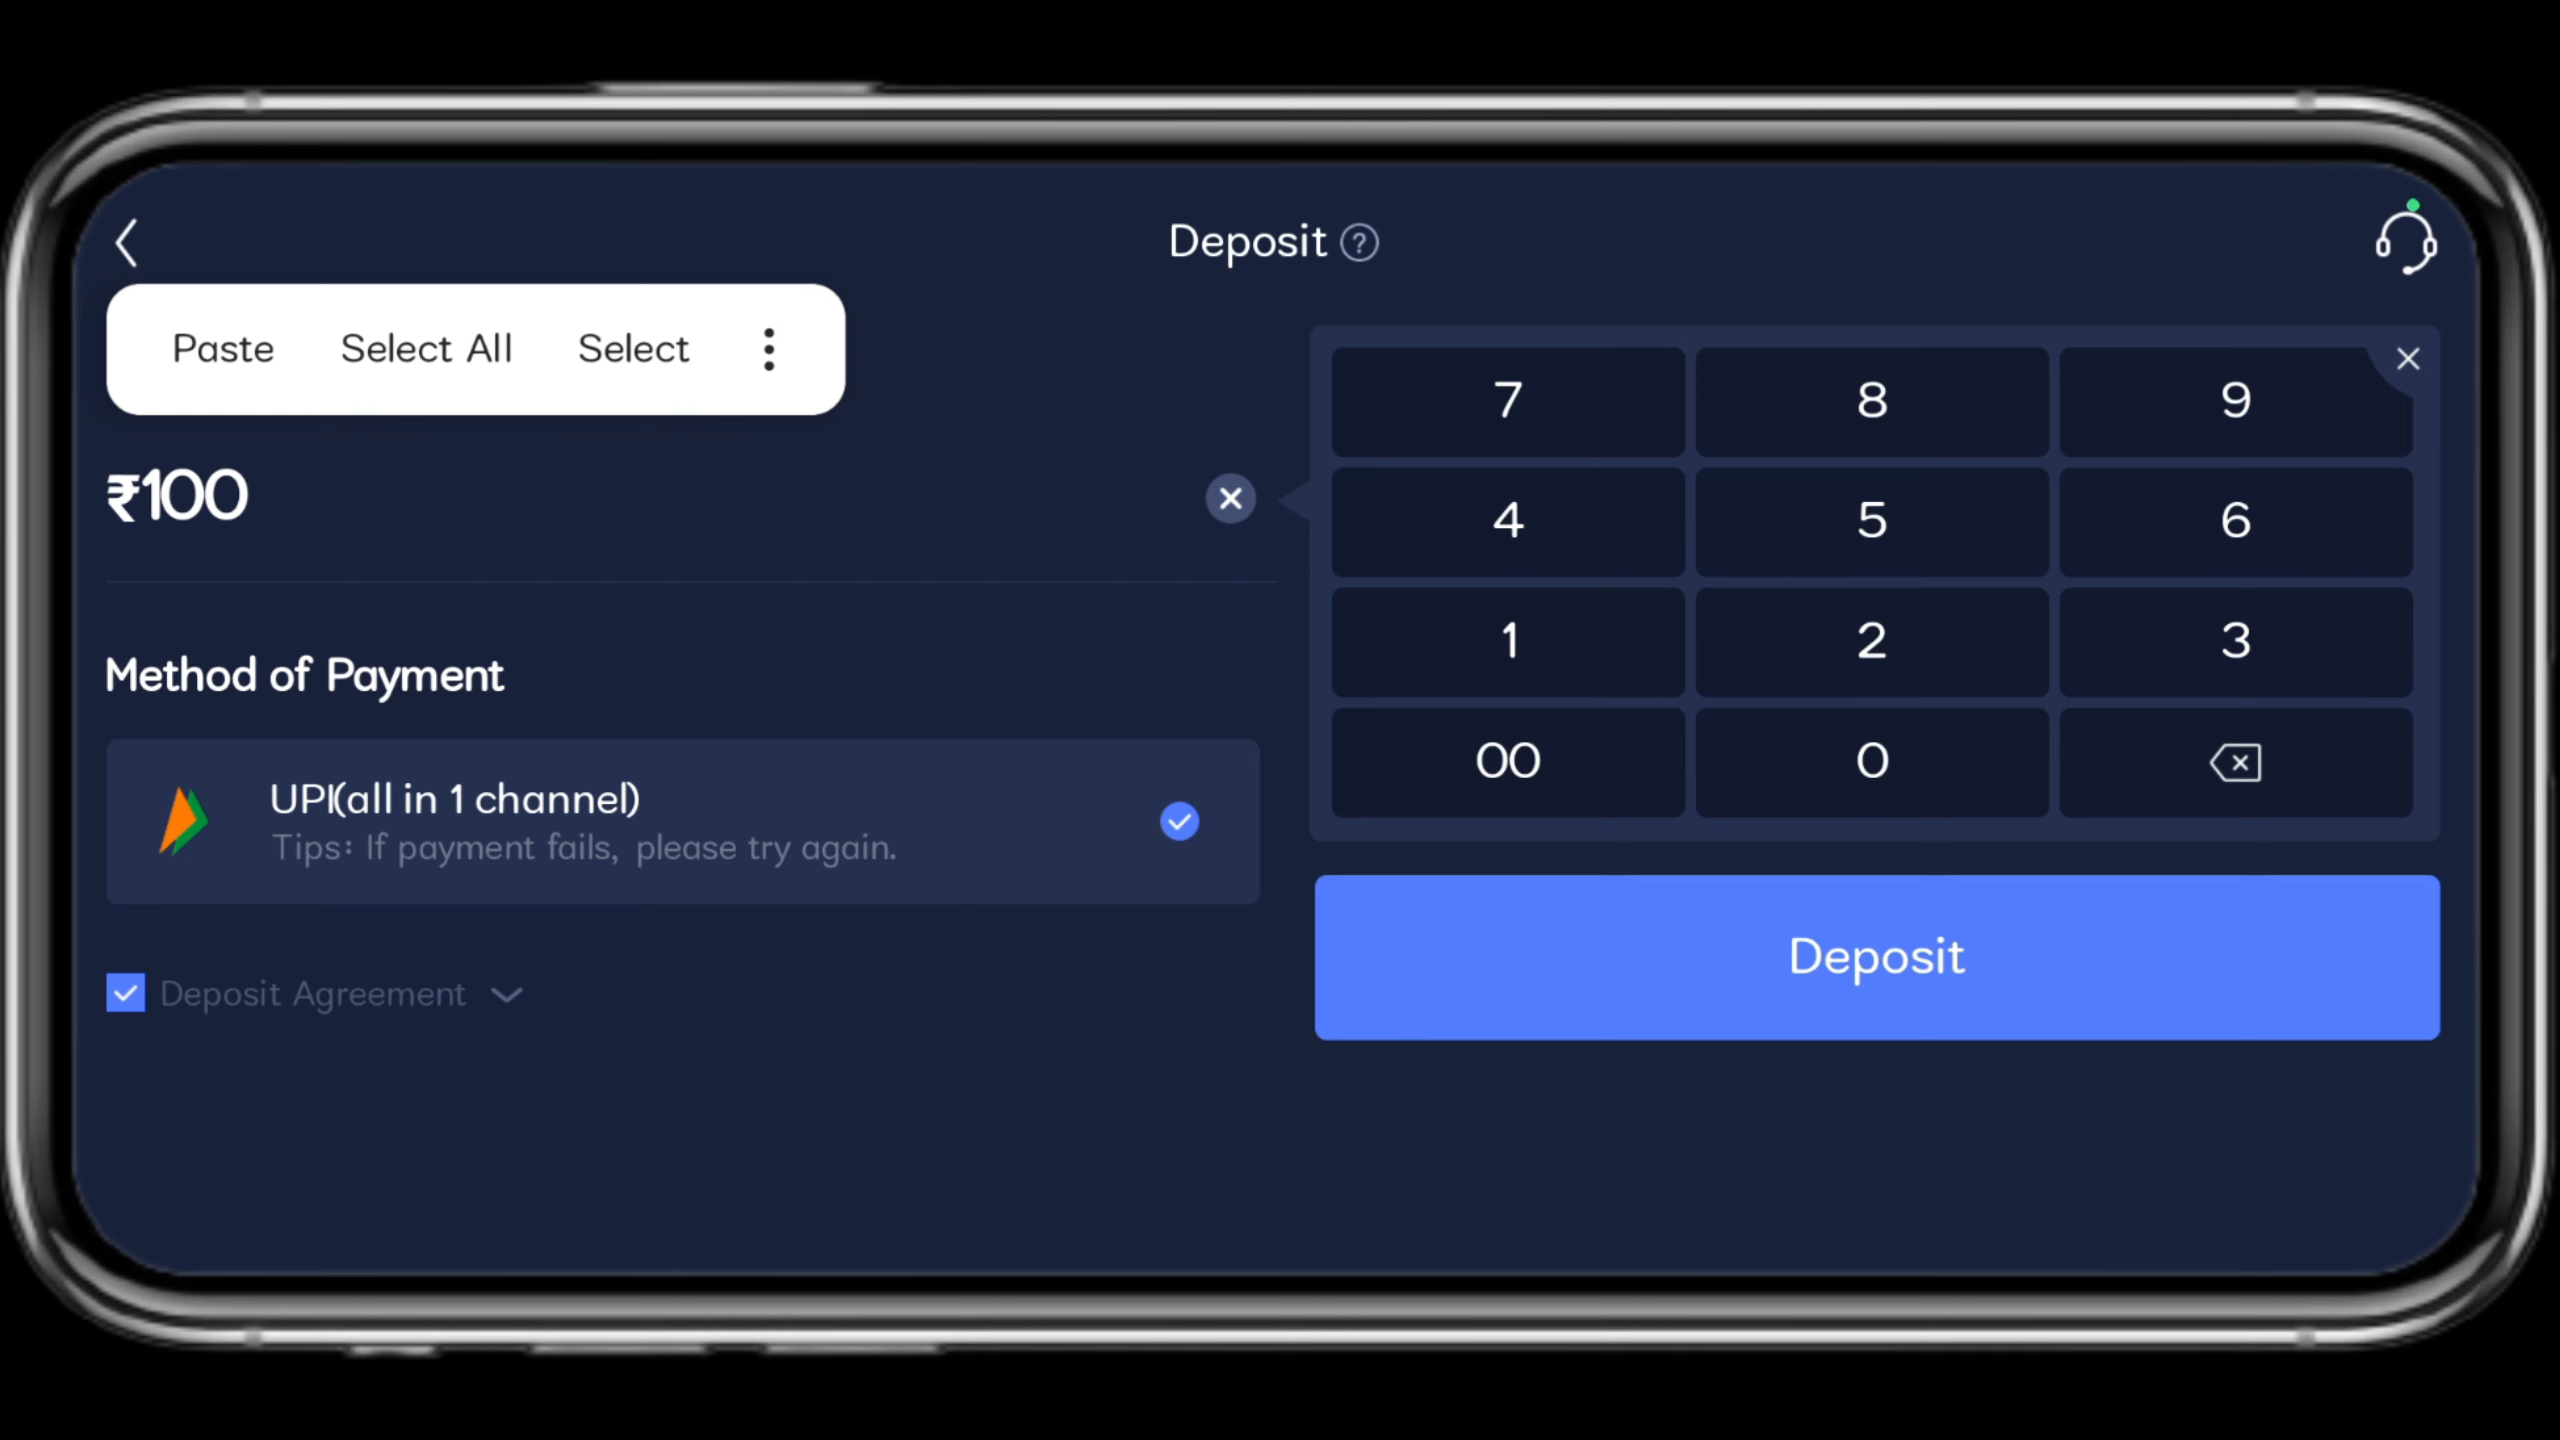 Deposit ?
Paste Select All Select
₹100
Method of Payment
UPI(all in 1 channel)
Tips: If payment fails, please try again.
Deposit Agreement
7 8 9
4 5 6
1 2 3
00 0
Deposit